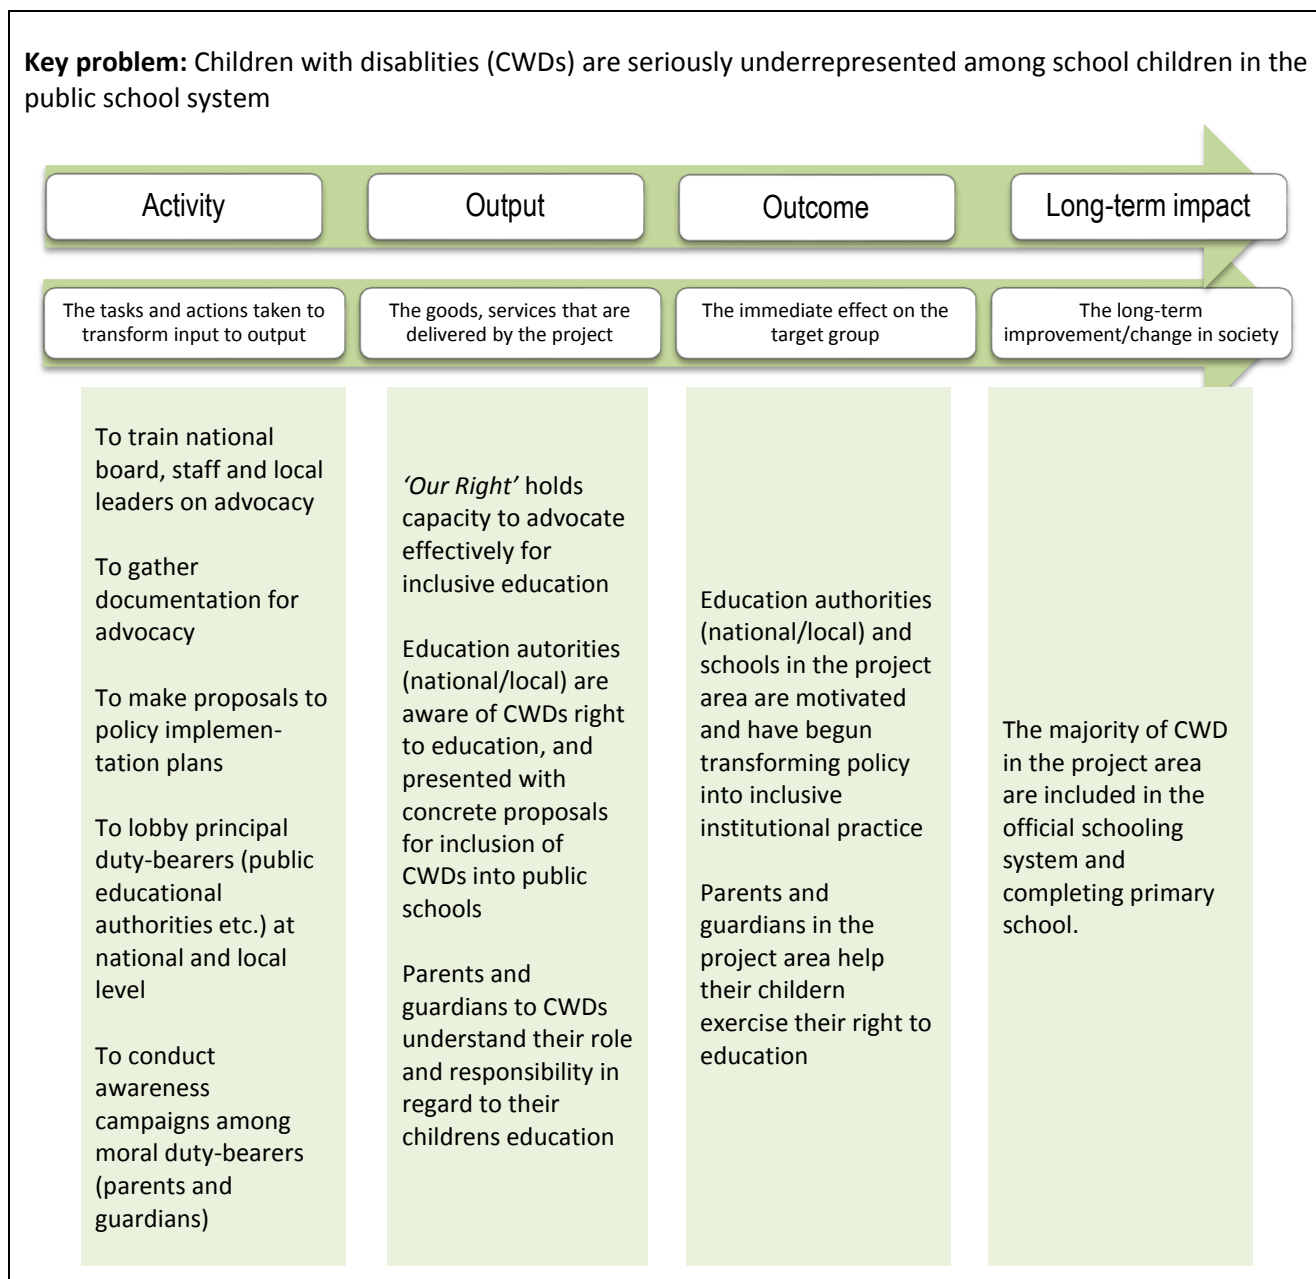 Key problem: Children with disablities (CWDs) are seriously underrepresented among school children in the
public school system
Activity
Output
Outcome
Long-term impact
The tasks and actions taken to
transform input to output
The goods, services that are
delivered by the project
The immediate effect on the
target group
The long-term
improvement/change in society
To train national
board, staff and local
leaders on advocacy
To gather
documentation for
advocacy
To make proposals to
policy implemen-
tation plans
To lobby principal
duty-bearers (public
educational
authorities etc.) at
national and local
level
To conduct
awareness
campaigns among
moral duty-bearers
(parents and
guardians)
‘Our Right’ holds
capacity to advocate
effectively for
inclusive education
Education autorities
(national/local) are
aware of CWDs right
to education, and
presented with
concrete proposals
for inclusion of
CWDs into public
schools
Parents and
guardians to CWDs
understand their role
and responsibility in
regard to their
childrens education
Education authorities
(national/local) and
schools in the project
area are motivated
and have begun
transforming policy
into inclusive
institutional practice
Parents and
guardians in the
project area help
their childern
exercise their right to
education
The majority of CWD
in the project area
are included in the
official schooling
system and
completing primary
school.